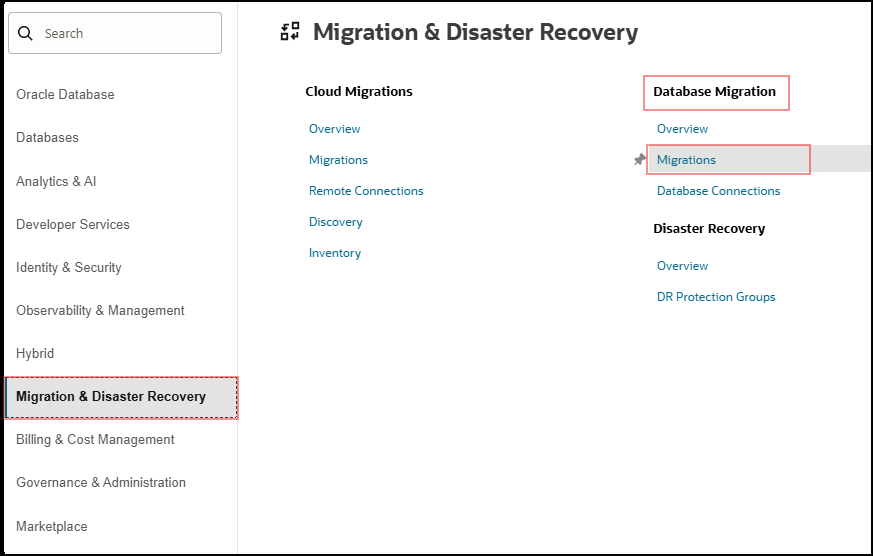 Search
Oracle Database
Databases
Analytics & AI
Developer Services
Identity & Security
Observability & Management
Hybrid
Migration & Disaster Recovery
Billing & Cost Management
Governance & Administration
Marketplace
Migration & Disaster Recovery
Cloud Migrations
Overview
Migrations
Remote Connections
Discovery
Inventory
Database Migration
Overview
Migrations
Database Connections
Disaster Recovery
Overview
DR Protection Groups